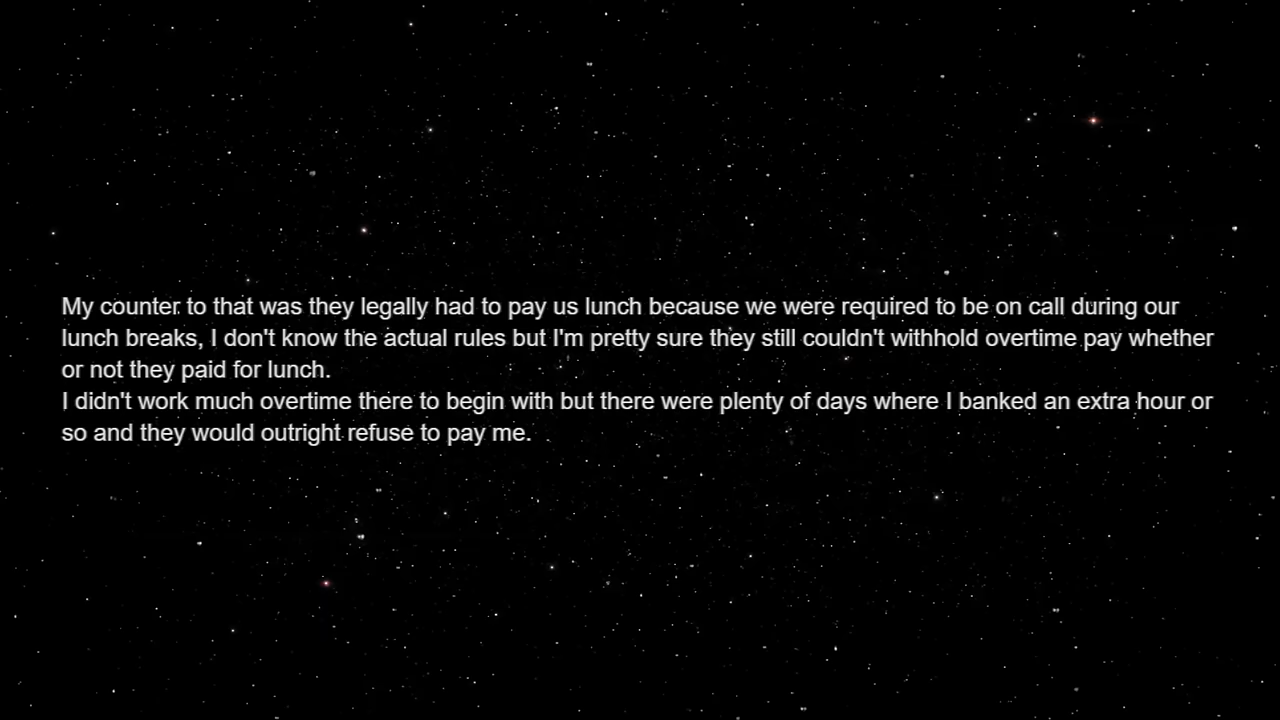 My counter to that was they legally had to pay us lunch because we were required to be on call during our
lunch breaks, I don't know the actual rules but I'm pretty sure they still couldn't withhold overtime pay whether
or not they paid for lunch.
I didn't work much overtime there to begin with but there were plenty of days where I banked an extra hour or
so and they would outright refuse to pay me.